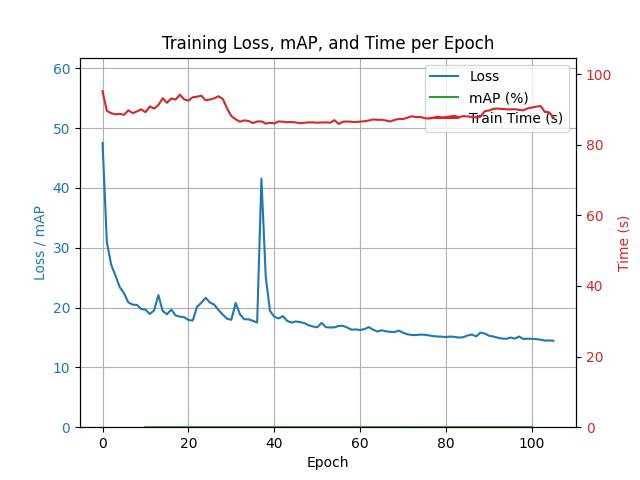 Training Loss, mAP, and Time per Epoch
Loss
mAP (%)
Train Time (s)
60
50
40
30
20
10
0
Loss / mAP
100
80
60
40
20
0
Time (s)
0 20 40 60 80 100
Epoch